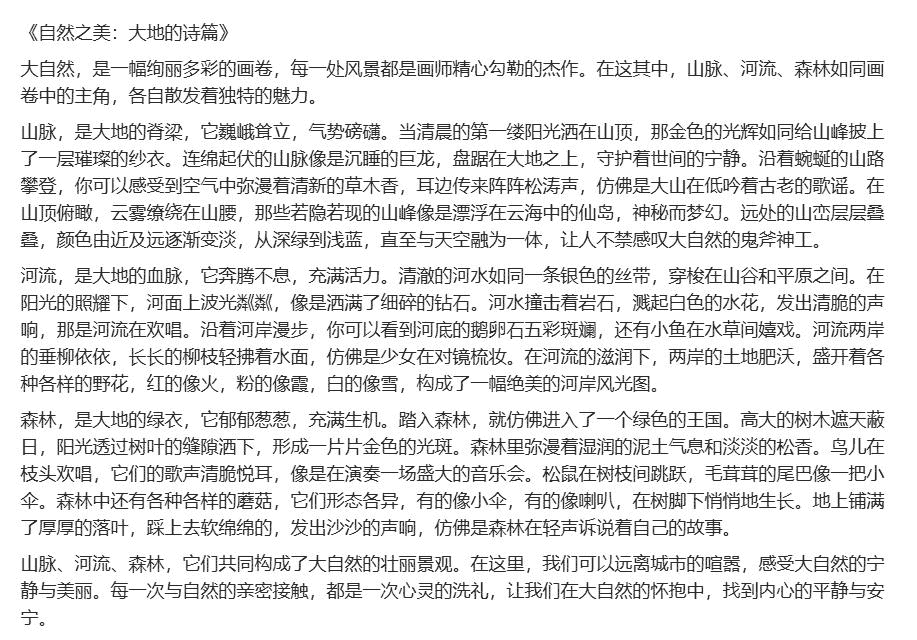 《自然之美：大地的诗篇》
大自然，是一幅绚丽多彩的画卷，每一处风景都是画师精心勾勒的杰作。在这其中，山脉、河流、森林如同画
卷中的主角，各自散发着独特的魅力。
山脉，是大地的脊梁，它巍峨耸立，气势磅礴。当清晨的第一缕阳光洒在山顶，那金色的光辉如同给山峰披上
了一层璀璨的纱衣。连绵起伏的山脉像是沉睡的巨龙，盘踞在大地之上，守护着世间的宁静。沿着蜿蜒的山路
攀登，你可以感受到空气中弥漫着清新的草木香，耳边传来阵阵松涛声，仿佛是大山在低吟着古老的歌谣。在
山顶俯瞰，云雾缭绕在山腰，那些若隐若现的山峰像是漂浮在云海中的仙岛，神秘而梦幻。远处的山峦层层叠
叠，颜色由近及远逐渐变淡，从深绿到浅蓝，直至与天空融为一体，让人不禁感叹大自然的鬼斧神工。
河流，是大地的血脉，它奔腾不息，充满活力。清澈的河水如同一条银色的丝带，穿梭在山谷和平原之间。在
阳光的照耀下，河面上波光粼粼，像是洒满了细碎的钻石。河水撞击着岩石，溅起白色的水花，发出清脆的声
响，那是河流在欢唱。沿着河岸漫步，你可以看到河底的鹅卵石五彩斑斓，还有小鱼在水草间嬉戏。河流两岸
的垂柳依依，长长的柳枝轻拂着水面，仿佛是少女在对镜梳妆。在河流的滋润下，两岸的土地肥沃，盛开着各
种各样的野花，红的像火，粉的像霞，白的像雪，构成了一幅绝美的河岸风光图。
森林，是大地的绿衣，它郁郁葱葱，充满生机。踏入森林，就仿佛进入了一个绿色的王国。高大的树木遮天蔽
日，阳光透过树叶的缝隙洒下，形成一片片金色的光斑。森林里弥漫着湿润的泥土气息和淡淡的松香。鸟儿在
枝头欢唱，它们的歌声清脆悦耳，像是在演奏一场盛大的音乐会。松鼠在树枝间跳跃，毛茸茸的尾巴像一把小
伞。森林中还有各种各样的蘑菇，它们形态各异，有的像小伞，有的像喇叭，在树脚下悄悄地生长。地上铺满
了厚厚的落叶，踩上去软绵绵的，发出沙沙的声响，仿佛是森林在轻声诉说着自己的故事。
山脉、河流、森林，它们共同构成了大自然的壮丽景观。在这里，我们可以远离城市的喧嚣，感受大自然的宁
静与美丽。每一次与自然的亲密接触，都是一次心灵的洗礼，让我们在大自然的怀抱中，找到内心的平静与安
宁。